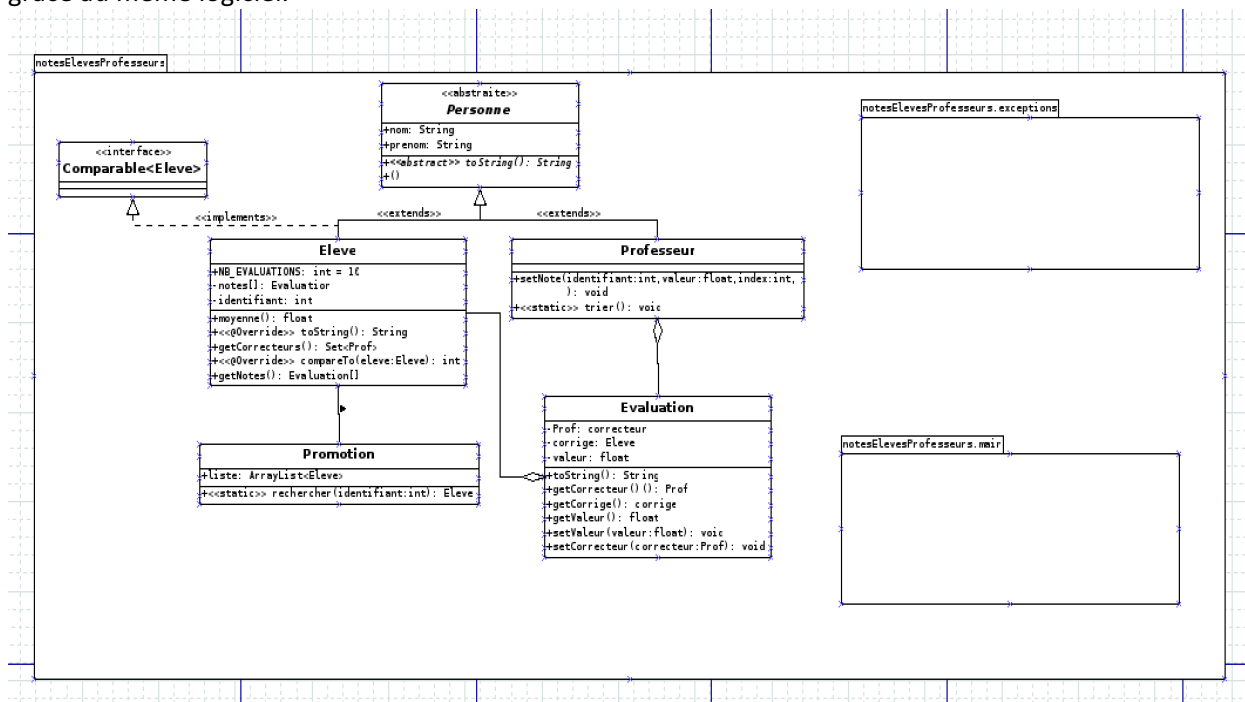 grâce au même logiciel.
notesElevesProfesseurs
<<abstraite>>
Personne
+nom: String
+prenom: String
+<<abstract>> toString(): String
+()
notesElevesProfesseurs.exceptions
<<interface>>
Comparable<Eleve>
<<implements>>
<<extends>>
<<extends>>
Eleve
+NB_EVALUATIONS: int = 10
-notes[]: Evaluation
-identifiant: int
+moyenne(): float
+<<@Override>> toString(): String
+getCorrecteurs(): Set<Prof>
+<<@Override>> compareTo(eleve:Eleve): int
+getNotes(): Evaluation[]
Professeur
+setNote(identifiant:int,valeur:float,index:int,
): void
+<<static>> trier(): void
Promotion
+liste: ArrayList<Eleve>
+<<static>> rechercher(identifiant:int): Eleve
Evaluation
-Prof: correcteur
-corrige: Eleve
-valeur: float
+toString(): String
+getCorrecteur()(): Prof
+getCorrige(): corrige
+getValeur(): float
+setValeur(valeur:float): void
+setCorrecteur(correcteur:Prof): void
notesElevesProfesseurs.main